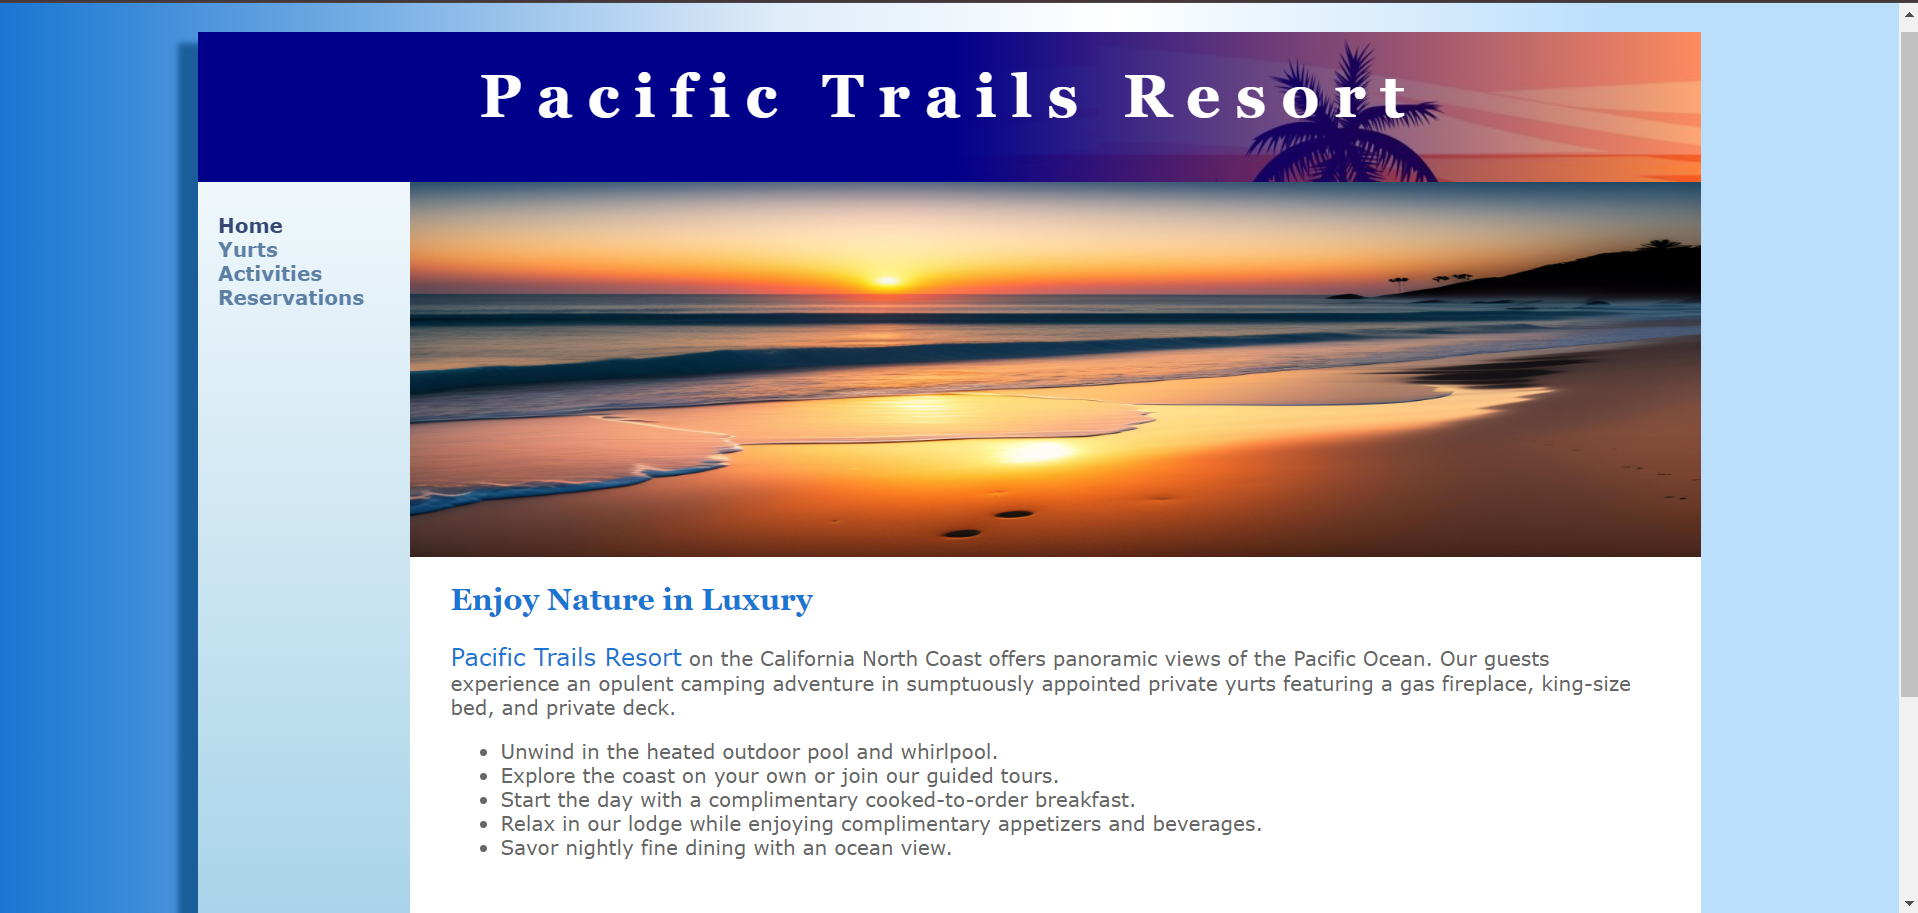 Pacific Trails Resort
Home
Yurts
Activities
Reservations
Enjoy Nature in Luxury
Pacific Trails Resort on the California North Coast offers panoramic views of the Pacific Ocean. Our guests
experience an opulent camping adventure in sumptuously appointed private yurts featuring a gas fireplace, king-size
bed, and private deck.
• Unwind in the heated outdoor pool and whirlpool.
• Explore the coast on your own or join our guided tours.
• Start the day with a complimentary cooked-to-order breakfast.
• Relax in our lodge while enjoying complimentary appetizers and beverages.
• Savor nightly fine dining with an ocean view.